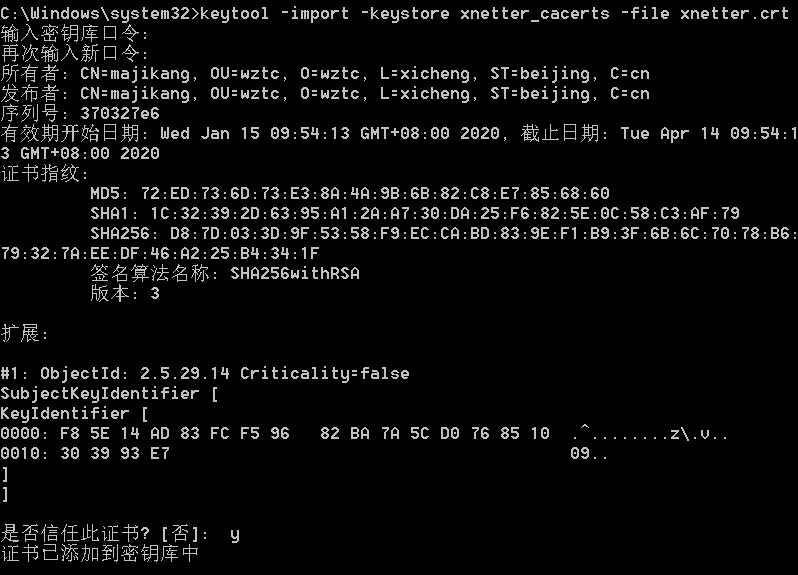 C:\Windows\system32>keytool -import -keystore xnetter_cacerts -file xnetter.crt
输入密钥库口令:
再次输入新口令:
所有者: CN=majikang, OU=wztc, O=wztc, L=xicheng, ST=beijing, C=cn
发布者: CN=majikang, OU=wztc, O=wztc, L=xicheng, ST=beijing, C=cn
序列号: 370327e6
有效期开始日期: Wed Jan 15 09:54:13 GMT+08:00 2020, 截止日期: Tue Apr 14 09:54:1
3 GMT+08:00 2020
证书指纹:
MD5: 72:ED:73:6D:73:E3:8A:4A:9B:6B:82:C8:E7:85:68:60
SHA1: 1C:32:39:2D:63:95:A1:2A:A7:30:DA:25:F6:82:5E:0C:58:C3:AF:79
SHA256: D8:7D:03:3D:9F:53:58:F9:EC:CA:BD:83:9E:F1:B9:3F:6B:6C:70:78:B6:
79:32:7A:EE:DF:46:A2:25:B4:34:1F
签名算法名称: SHA256withRSA
版本: 3
扩展:
#1: ObjectId: 2.5.29.14 Criticality=false
SubjectKeyIdentifier [
KeyIdentifier [
0000: F8 5E 14 AD 83 FC F5 96   82 BA 7A 5C D0 76 85 10  .^........z\.v..
0010: 30 39 93 E7                                        09..
]
]
是否信任此证书? [否]:  y
证书已添加到密钥库中